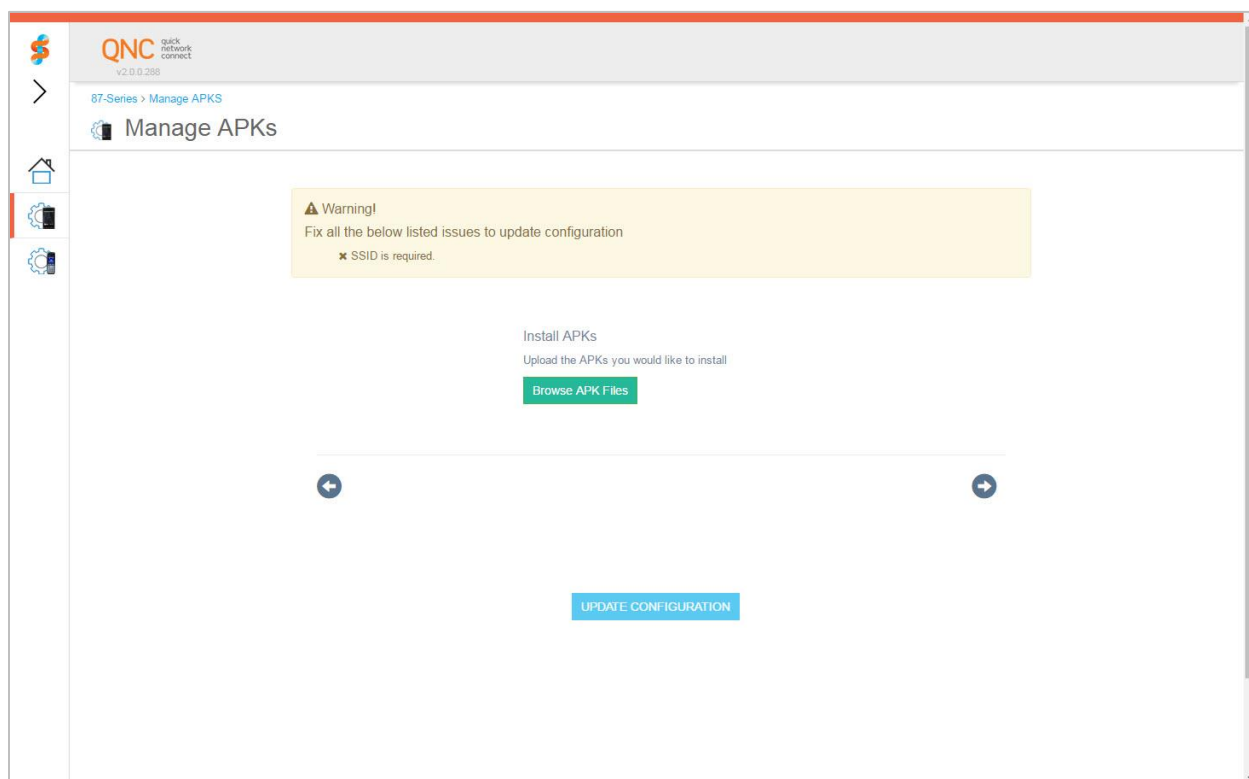 QNC quick
network
connect
v2.0.0.288
87-Series > Manage APKS
Manage APKs
Warning!
Fix all the below listed issues to update configuration
SSID is required.
Install APKs
Upload the APKs you would like to install
Browse APK Files
UPDATE CONFIGURATION